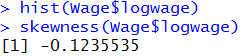 > hist(Wage$logwage)
> skewness(Wage$logwage)
[1] -0.1235535